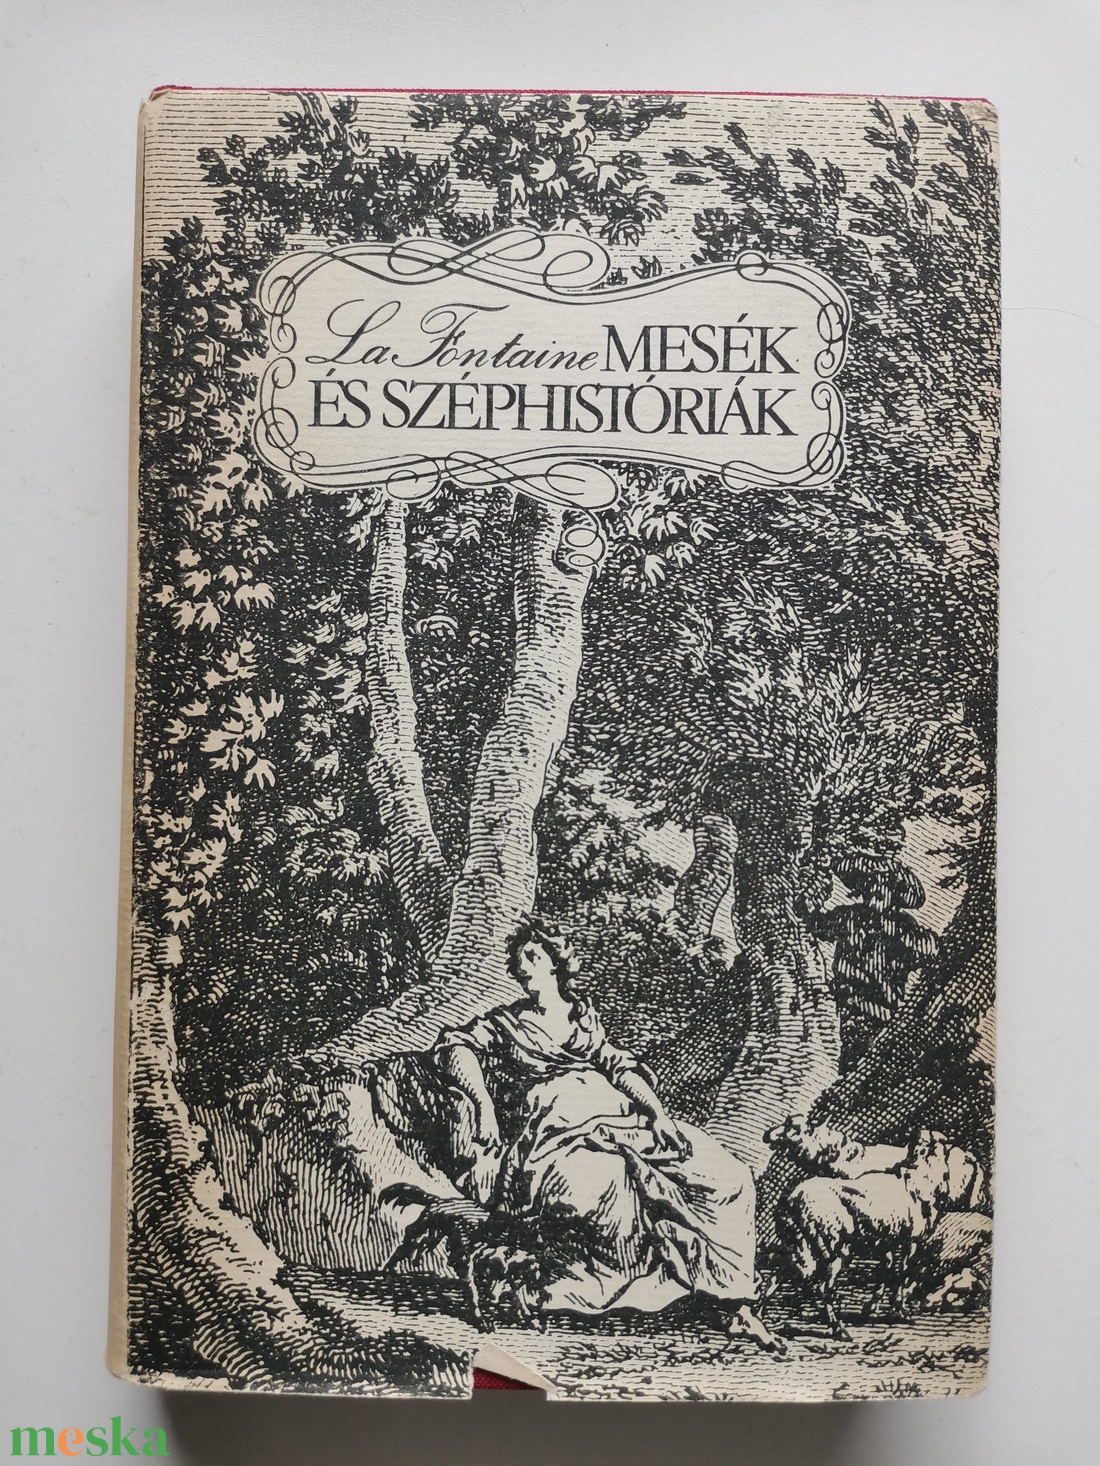 La Fontaine MESÉK
ÉS SZÉPHISTÓRIÁK
meska